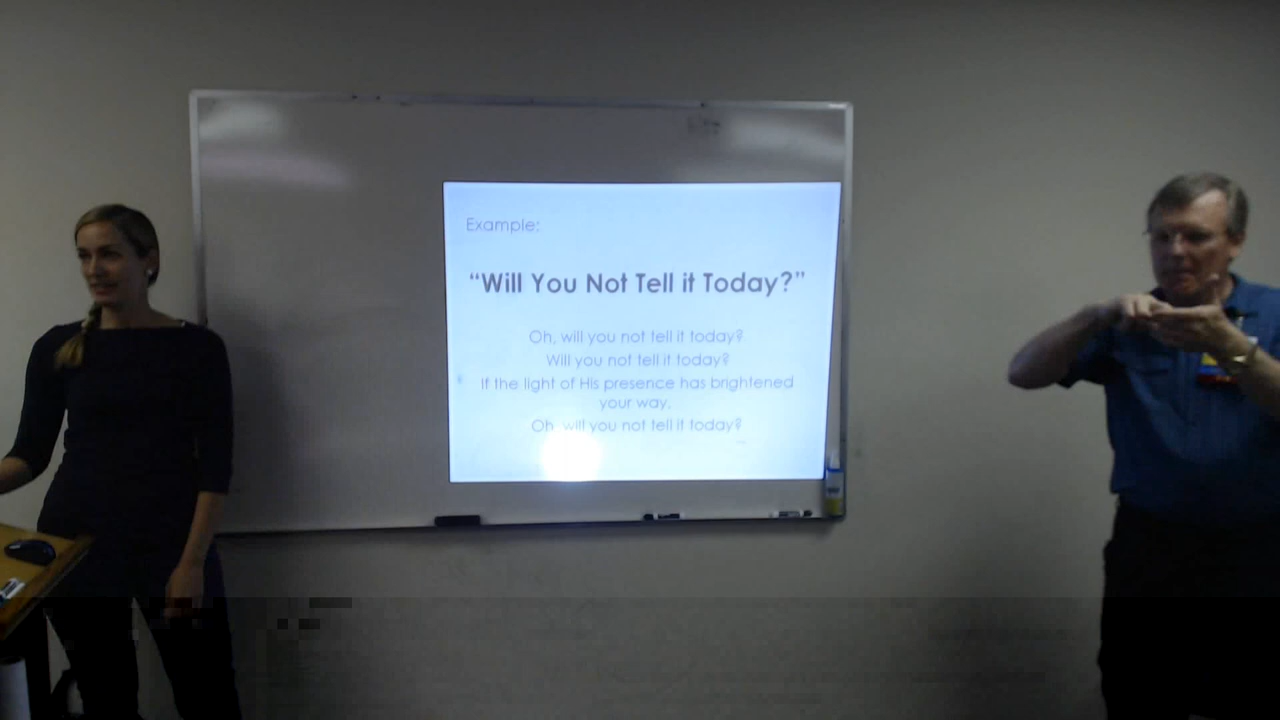 Example:
“Will You Not Tell it Today?”
Oh, will you not tell it today?
Will you not tell it today?
If the light of His presence has brightened
your way,
Oh, will you not tell it today?